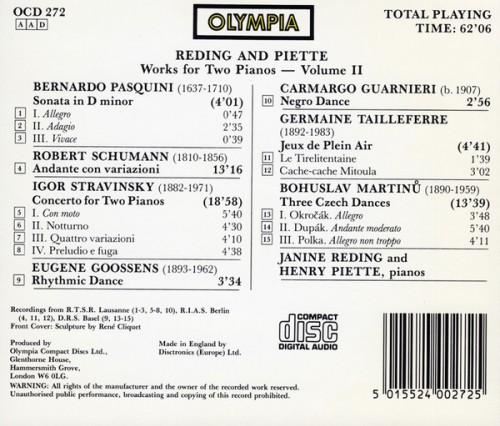 OCD 272
A A D
OLYMPIA
TOTAL PLAYING
TIME: 62'06
REDING AND PIETTE
Works for Two Pianos — Volume II
BERNARDO PASQUINI (1637-1710)
Sonata in D minor (4'01)
1 I. Allegro 0'47
2 II. Adagio 2'35
3 III. Vivace 0'39
ROBERT SCHUMANN (1810-1856)
4 Andante con variazioni 13'16
IGOR STRAVINSKY (1882-1971)
Concerto for Two Pianos (18'58)
5 I. Con moto 5'40
6 II. Notturno 4'30
7 III. Quattro variazioni 4'10
8 IV. Preludio e fuga 4'38
EUGENE GOOSSENS (1893-1962)
9 Rhythmic Dance 3'34
CARMARGO GUARNIERI (b. 1907)
10 Negro Dance 2'56
GERMAINE TAILLEFERRE
(1892-1983)
Jeux de Plein Air (4'41)
11 Le Tirelitentaine 1'39
12 Cache-cache Mitoula 3'02
BOHUSLAV MARTINŮ (1890-1959)
Three Czech Dances (13'39)
13 I. Okročák. Allegro 3'48
14 II. Dupák. Andante moderato 5'40
15 III. Polka. Allegro non troppo 4'11
JANINE REDING and
HENRY PIETTE, pianos
Recordings from R.T.S.R. Lausanne (1-3, 5-8, 10), R.I.A.S. Berlin
(4, 11, 12), D.R.S. Basel (9, 13-15)
Front Cover: Sculpture by René Cliquet
Produced by
Olympia Compact Discs Ltd.,
Glenthorne House,
Hammersmith Grove,
London W6 0LG.
Made in England by
Disctronics (Europe) Ltd.
WARNING: All rights of the manufacturer and the owner of the recorded work reserved.
Unauthorised public performance, broadcasting and copying of this record prohibited.
COMPACT
disc
DIGITAL AUDIO
5 015524 002725